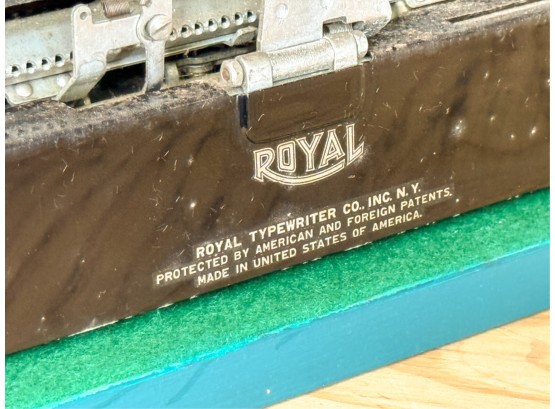 ROYAL
ROYAL TYPEWRITER CO., INC. N.Y.
PROTECTED BY AMERICAN AND FOREIGN PATENTS.
MADE IN UNITED STATES OF AMERICA.